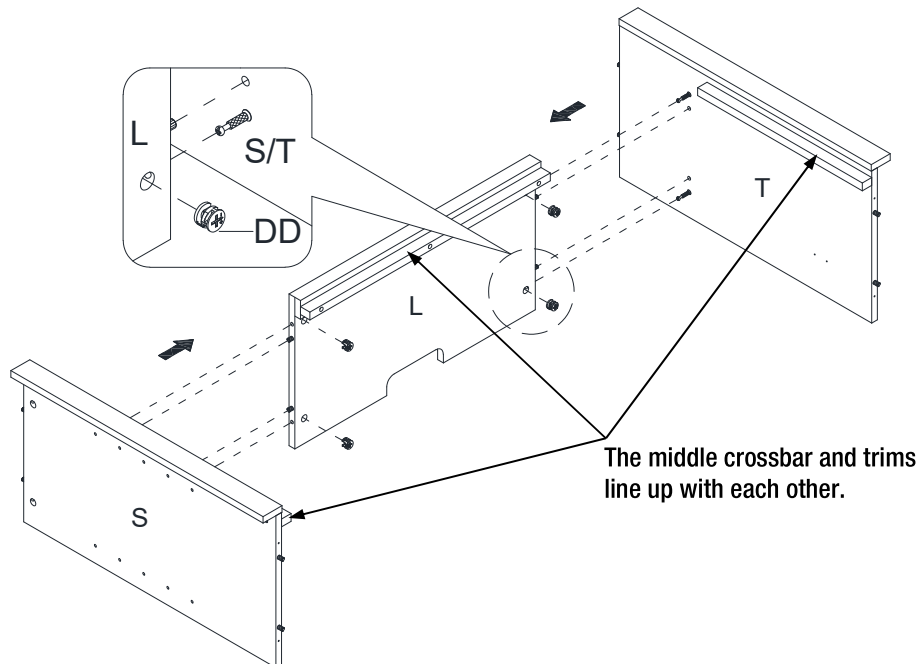 L
S/T
DD
T
L
S
The middle crossbar and trims
line up with each other.